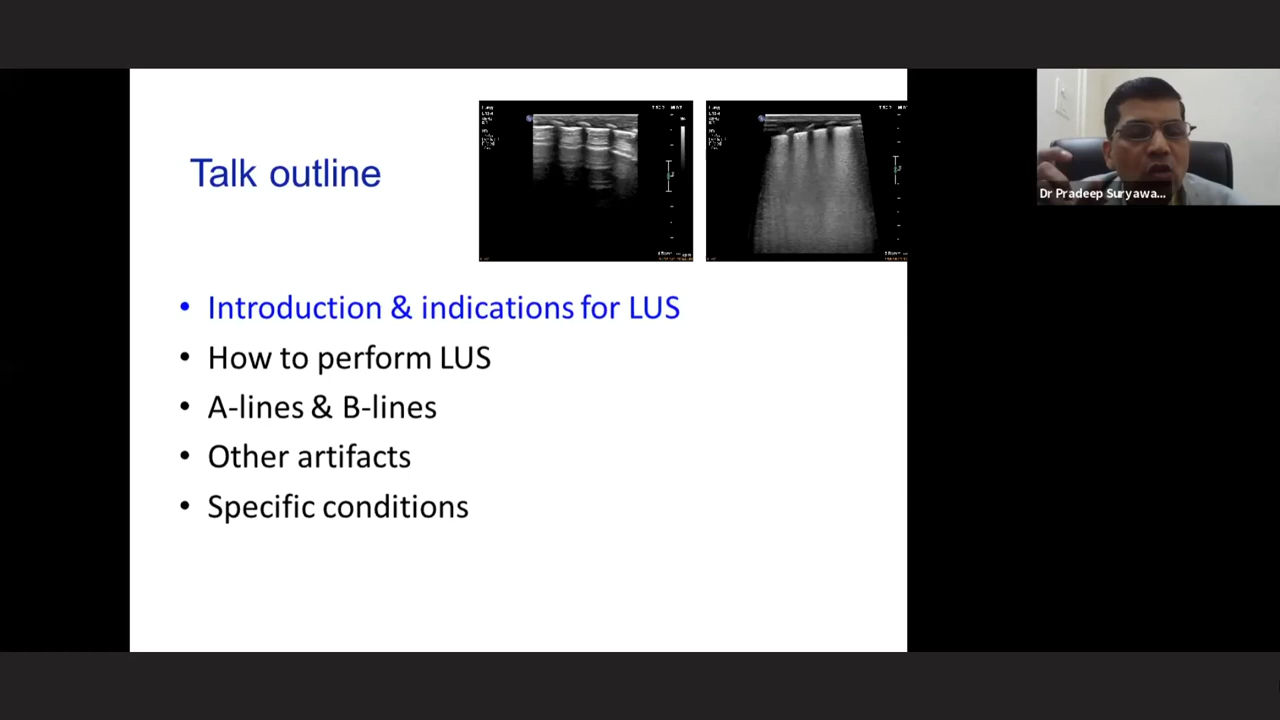 Talk outline
Dr Pradeep Suryawa...
• Introduction & indications for LUS
• How to perform LUS
• A-lines & B-lines
• Other artifacts
• Specific conditions